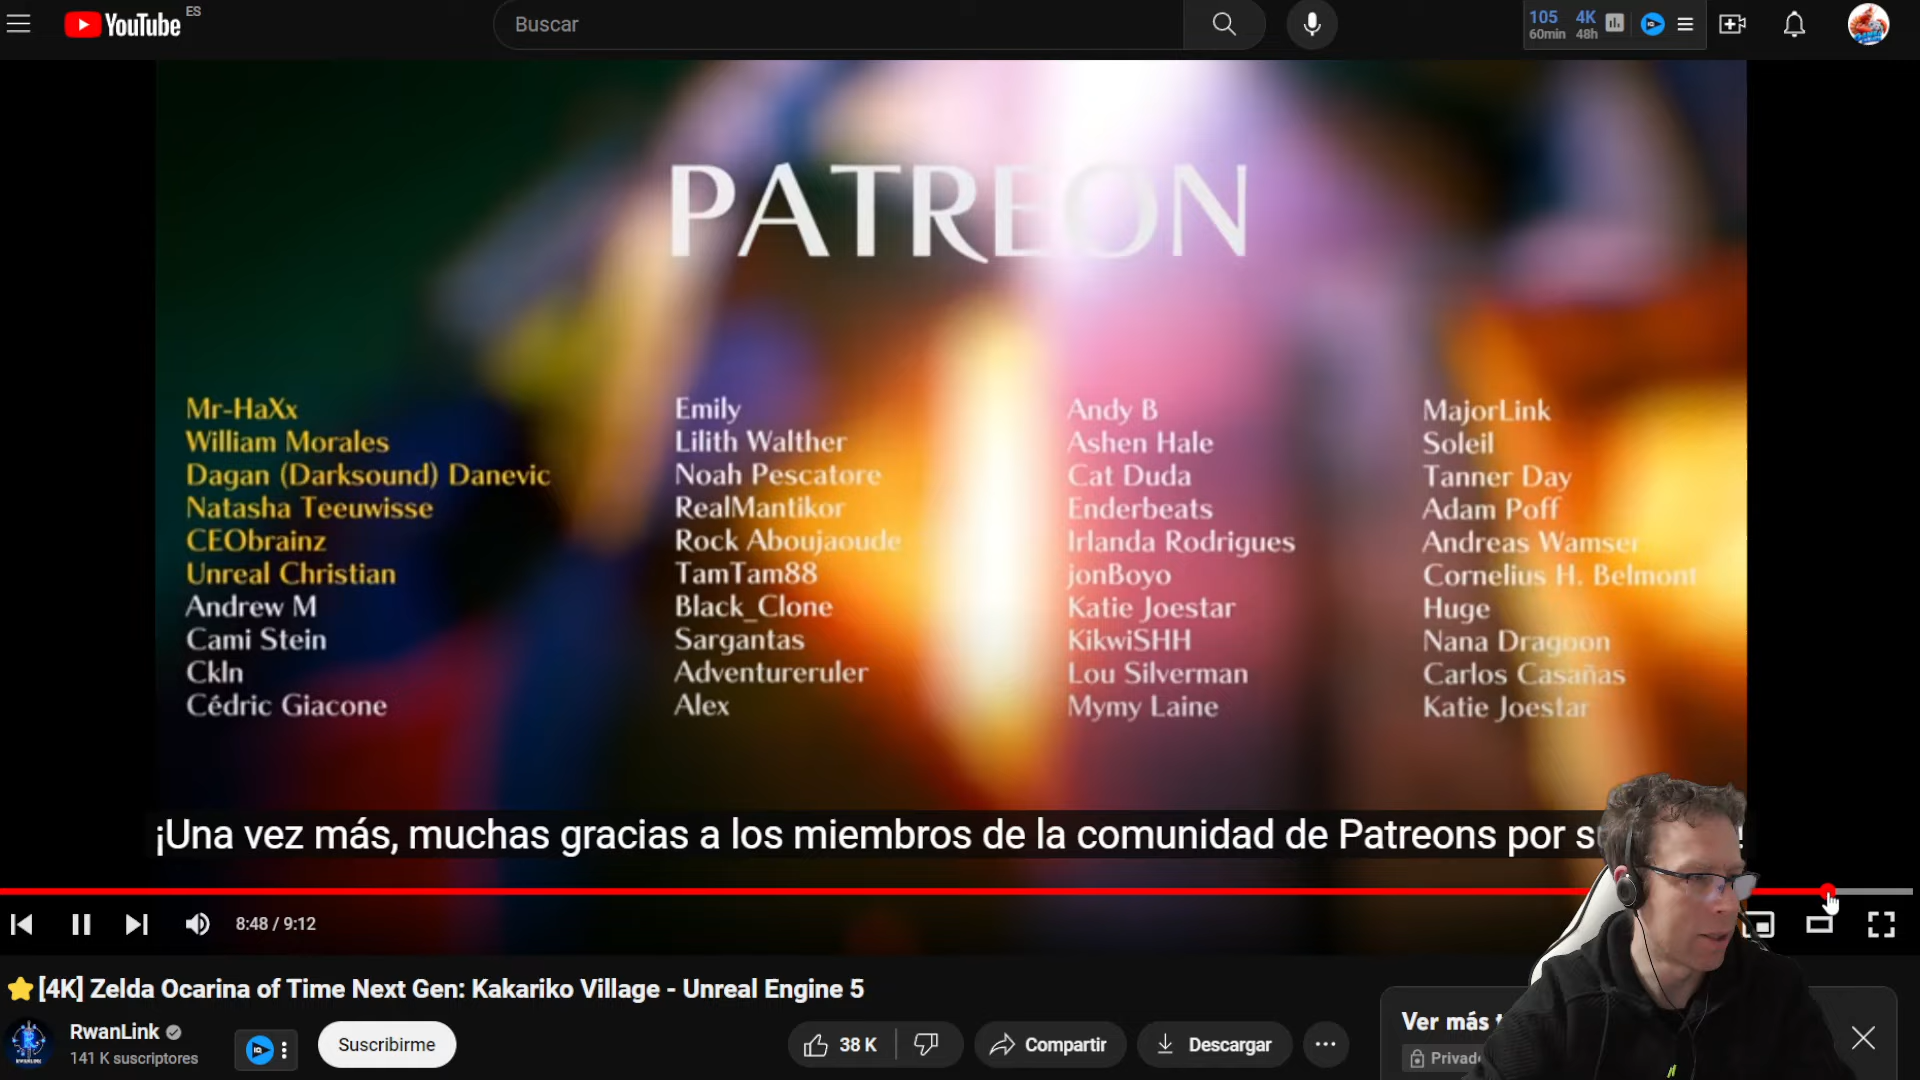 YouTube ES
Buscar
105 4K
60min 48h
PATREON
Mr-HaXx
William Morales
Dagan (Darksound) Danevic
Natasha Teeuwisse
CEObrainz
Unreal Christian
Andrew M
Cami Stein
Ckln
Cédric Giacone
Emily
Lilith Walther
Noah Pescatore
RealMantikor
Rock Aboujaoude
TamTam88
Black_Clone
Sargantas
Adventureruler
Alex
Andy B
Ashen Hale
Cat Duda
Enderbeats
Irlanda Rodrigues
jonBoyo
Katie Joestar
KikwiSHH
Lou Silverman
Mymy Laine
MajorLink
Soleil
Tanner Day
Adam Poff
Andreas Wamser
Cornelius H. Belmont
Huge
Nana Dragoon
Carlos Casañas
Katie Joestar
¡Una vez más, muchas gracias a los miembros de la comunidad de Patreons por
8:48 / 9:12
[4K] Zelda Ocarina of Time Next Gen: Kakariko Village - Unreal Engine 5
RwanLink
141 K suscriptores
Suscribirme
38 K
Compartir
Descargar
Ver más